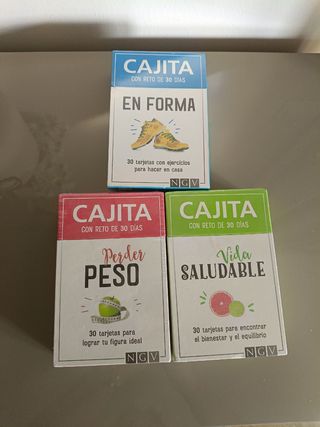 CAJITA
CON RETO DE 30 DÍAS
EN FORMA
30 tarjetas con ejercicios
para hacer en casa
NGV
CAJITA
CON RETO DE 30 DÍAS
Perder
PESO
30 tarjetas para
lograr tu figura ideal
NGV
CAJITA
CON RETO DE 30 DÍAS
Vida
SALUDABLE
30 tarjetas para encontrar
el bienestar y el equilibrio
NGV